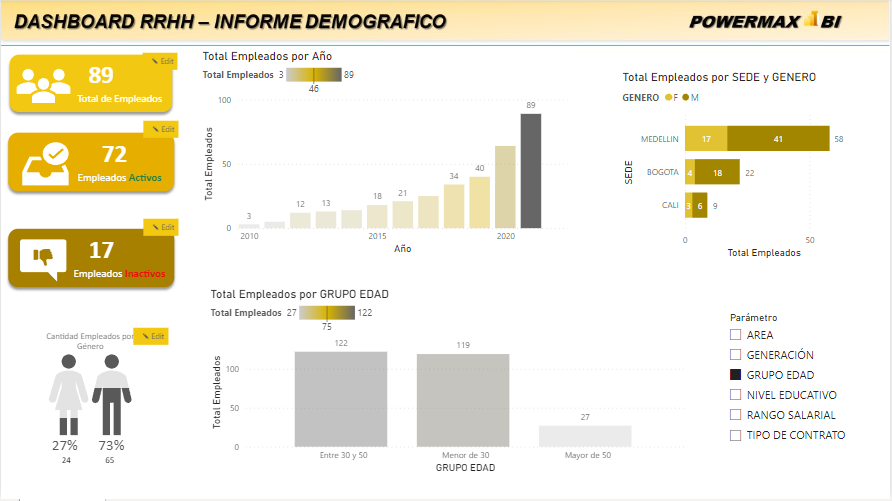 DASHBOARD RRHH – INFORME DEMOGRAFICO
POWERMAX BI
Edit
89
Total de Empleados
Edit
72
Empleados Activos
Edit
17
Empleados Inactivos
Cantidad Empleados por
Género
Edit
27%
73%
24
65
Total Empleados por Año
Total Empleados 3
89
46
Total Empleados
100
50
0
3
12
13
18
21
34
40
89
2010
2015
2020
Año
Total Empleados por SEDE y GENERO
GENERO F M
SEDE
MEDELLIN 17 41 58
BOGOTA 4 18 22
CALI 3 6 9
0
50
Total Empleados
Total Empleados por GRUPO EDAD
Total Empleados 27
122
75
Total Empleados
100
50
0
122
119
27
Entre 30 y 50
Menor de 30
Mayor de 50
GRUPO EDAD
Parámetro
AREA
GENERACIÓN
GRUPO EDAD
NIVEL EDUCATIVO
RANGO SALARIAL
TIPO DE CONTRATO